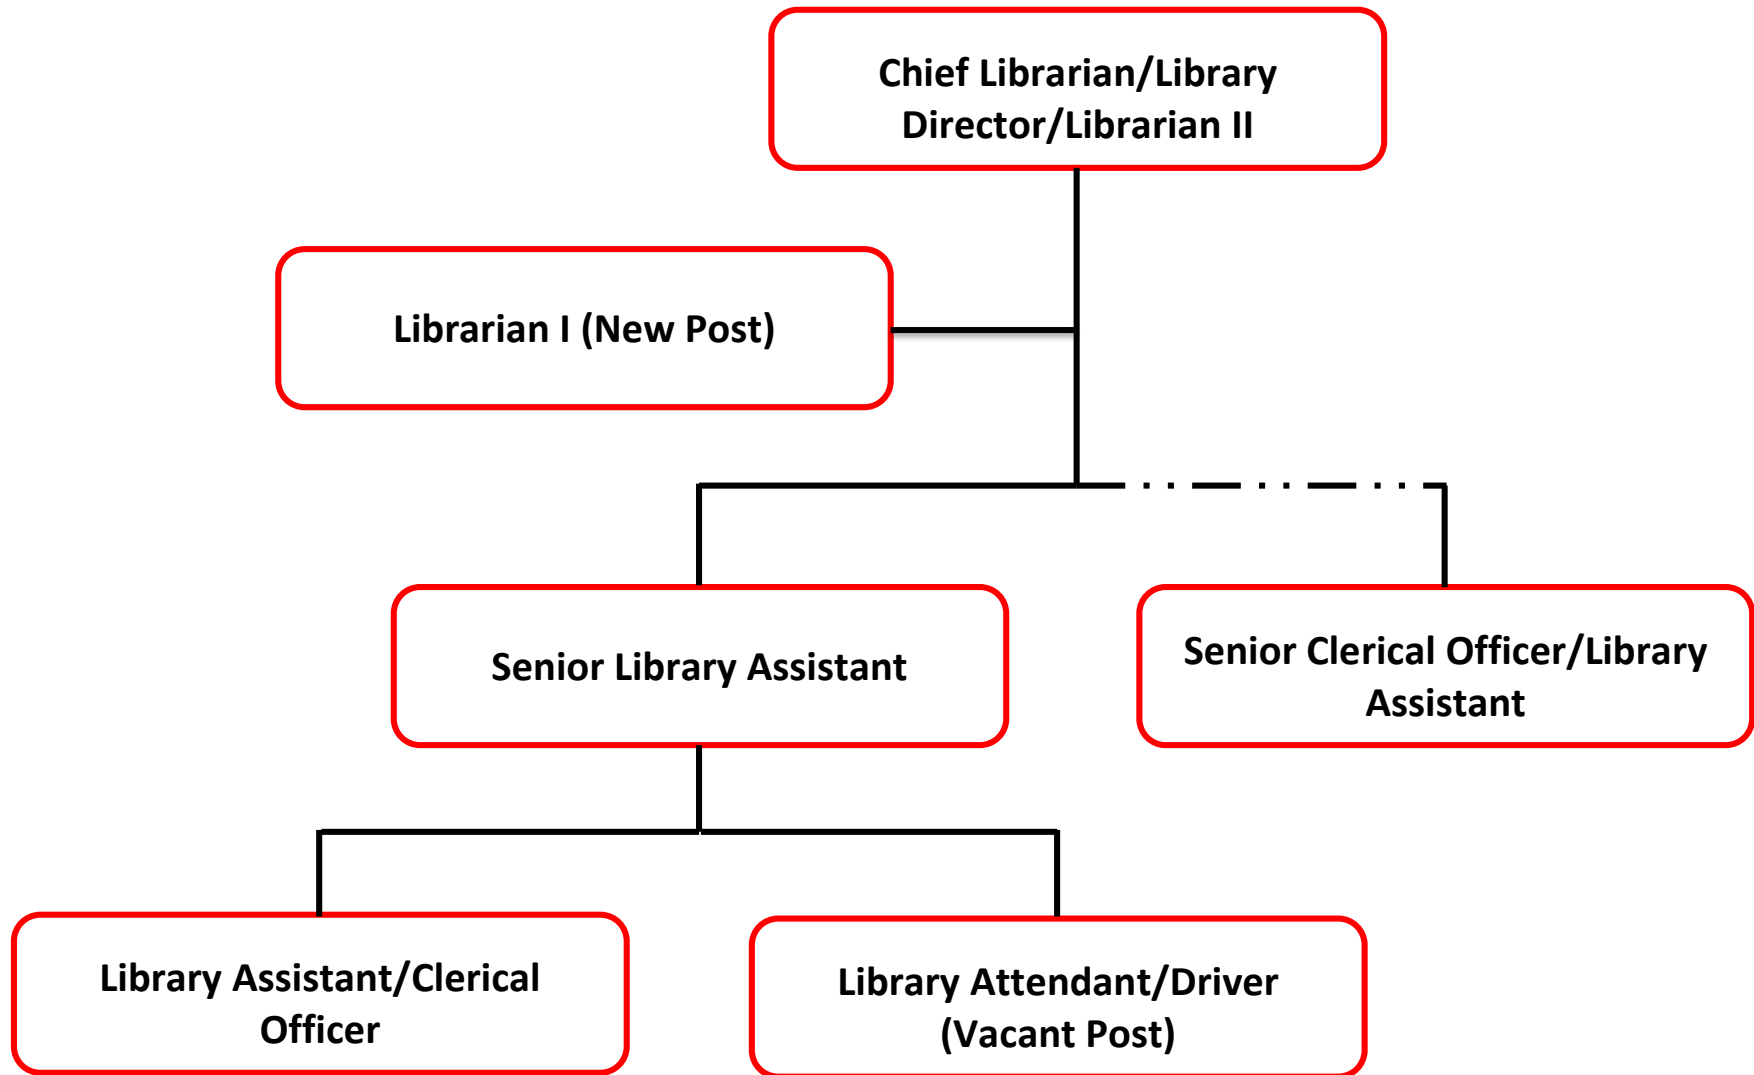 Chief Librarian/Library
Director/Librarian II
Librarian I (New Post)
Senior Library Assistant
Senior Clerical Officer/Library
Assistant
Library Assistant/Clerical
Officer
Library Attendant/Driver
(Vacant Post)